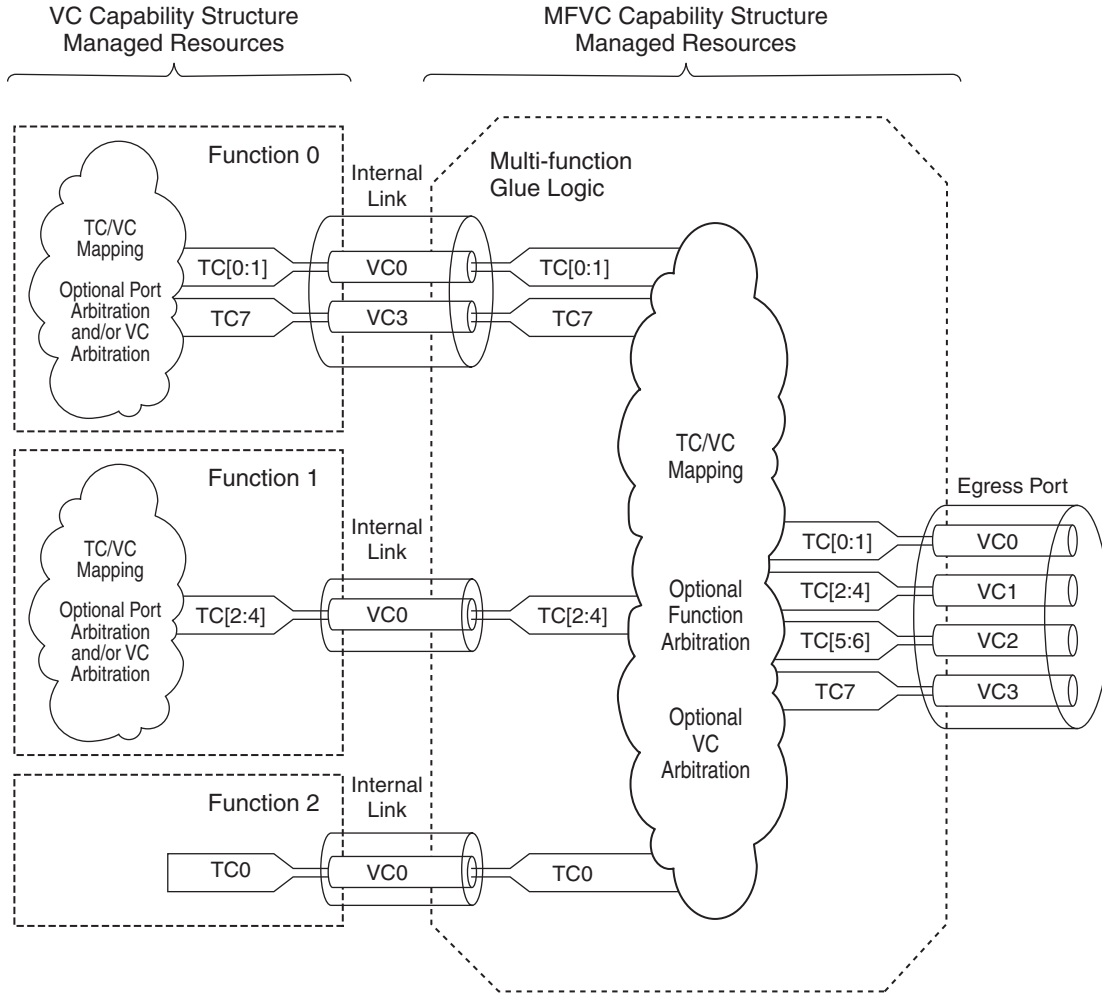 VC Capability Structure
Managed Resources
MFVC Capability Structure
Managed Resources
Function 0
TC/VC
Mapping
Optional Port
Arbitration
and/or VC
Arbitration
TC[0:1]
TC7
Internal
Link
VC0
VC3
Multi-function
Glue Logic
TC[0:1]
TC7
Function 1
TC/VC
Mapping
Optional Port
Arbitration
and/or VC
Arbitration
TC[2:4]
Internal
Link
VC0
TC[2:4]
Function 2
TC0
Internal
Link
VC0
TC0
TC/VC
Mapping
Optional
Function
Arbitration
Optional
VC
Arbitration
Egress Port
TC[0:1]
VC0
TC[2:4]
VC1
TC[5:6]
VC2
TC7
VC3